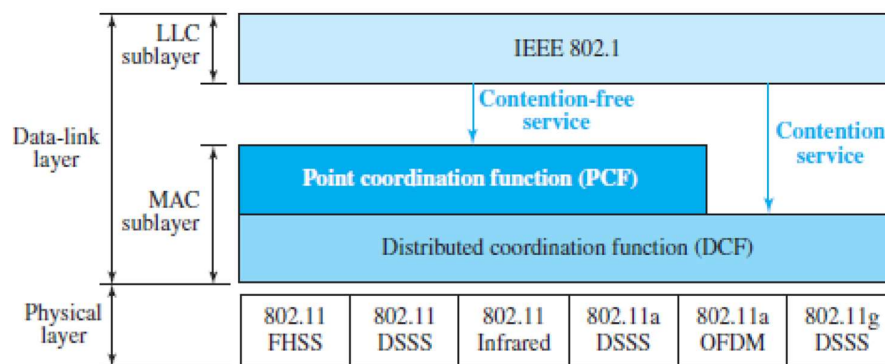 LLC
sublayer
IEEE 802.1
Contention-free
service
Contention
service
Data-link
layer
MAC
sublayer
Point coordination function (PCF)
Distributed coordination function (DCF)
Physical
layer
802.11
FHSS
802.11
DSSS
802.11
Infrared
802.11a
DSSS
802.11a
OFDM
802.11g
DSSS